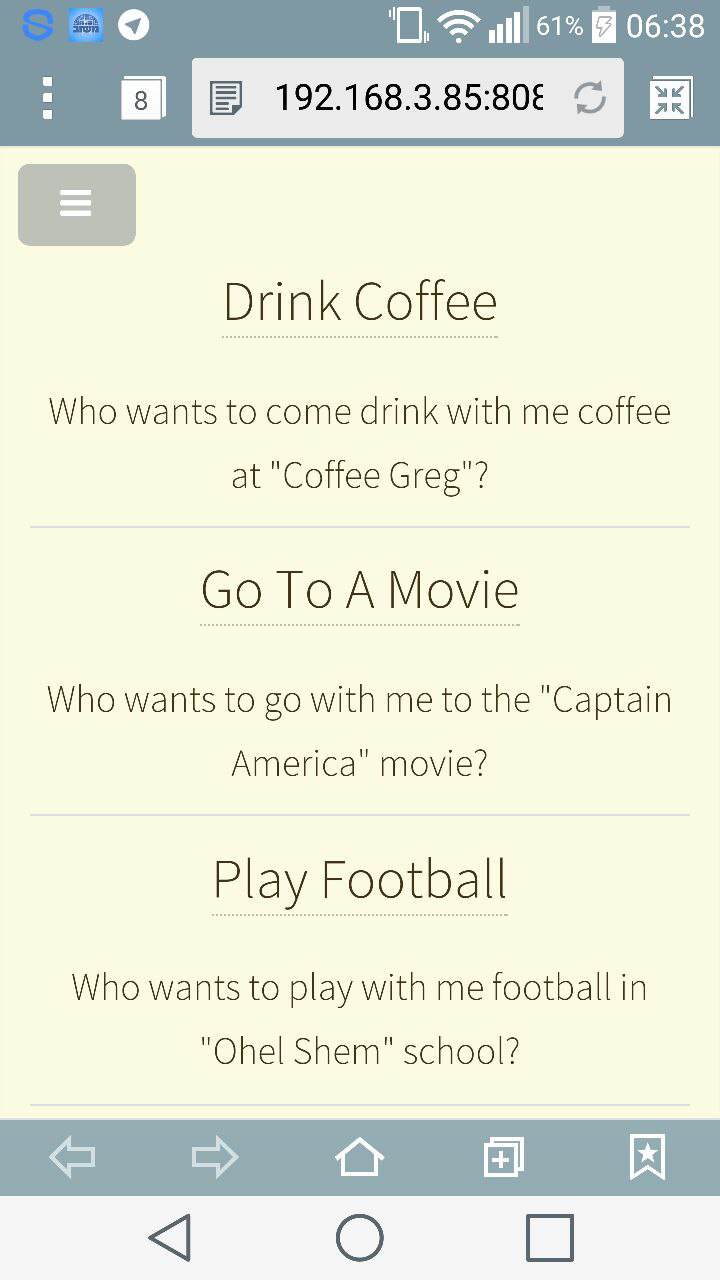 61% 06:38
8 192.168.3.85:808
Drink Coffee
Who wants to come drink with me coffee
at "Coffee Greg"?
Go To A Movie
Who wants to go with me to the "Captain
America" movie?
Play Football
Who wants to play with me football in
"Ohel Shem" school?